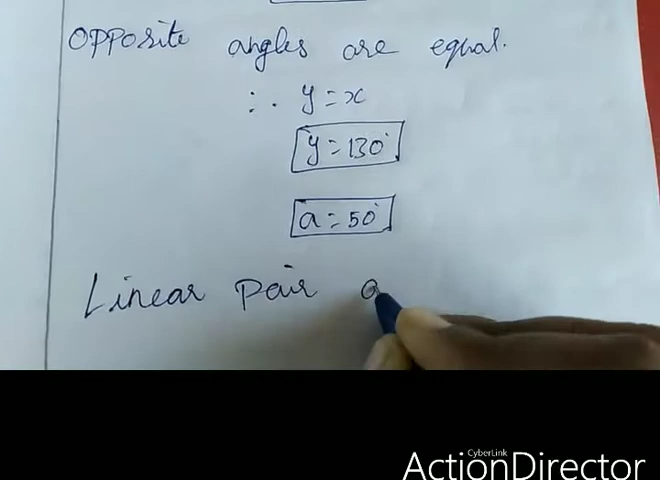 Opposite angles are equal.
∴ y = x
y = 130°
a = 50°
Linear pair a
CyberLink
ActionDirector